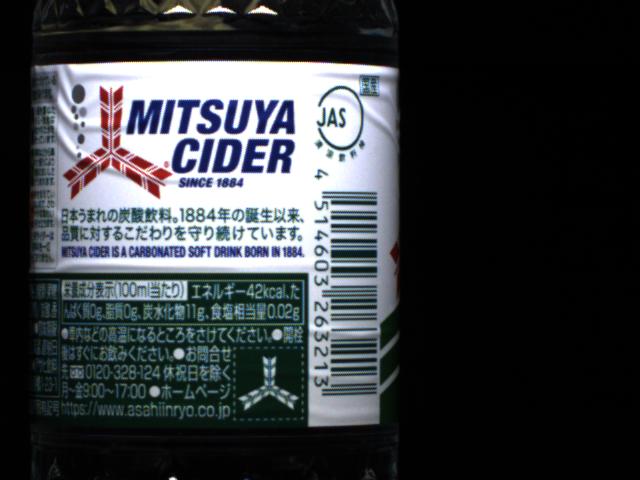 MITSUYA
CIDER
SINCE 1884
日本うまれの炭酸飲料。1884年の誕生以来、
品質に対するこだわりを守り続けています。
MITSUYA CIDER IS A CARBONATED SOFT DRINK BORN IN 1884.
栄養成分表示(100ml当たり) エネルギー42kcal、た
んぱく質0g、脂質0g、炭水化物11g、食塩相当量0.02g
●車内などの高温になるところをさけてください。●開栓
後はすぐにお飲みください。●お問合せ
先 0120-328-124 休祝日を除く
月〜金9:00〜17:00 ●ホームページ
https://www.asahiinryo.co.jp
JAS
4 514603 263213